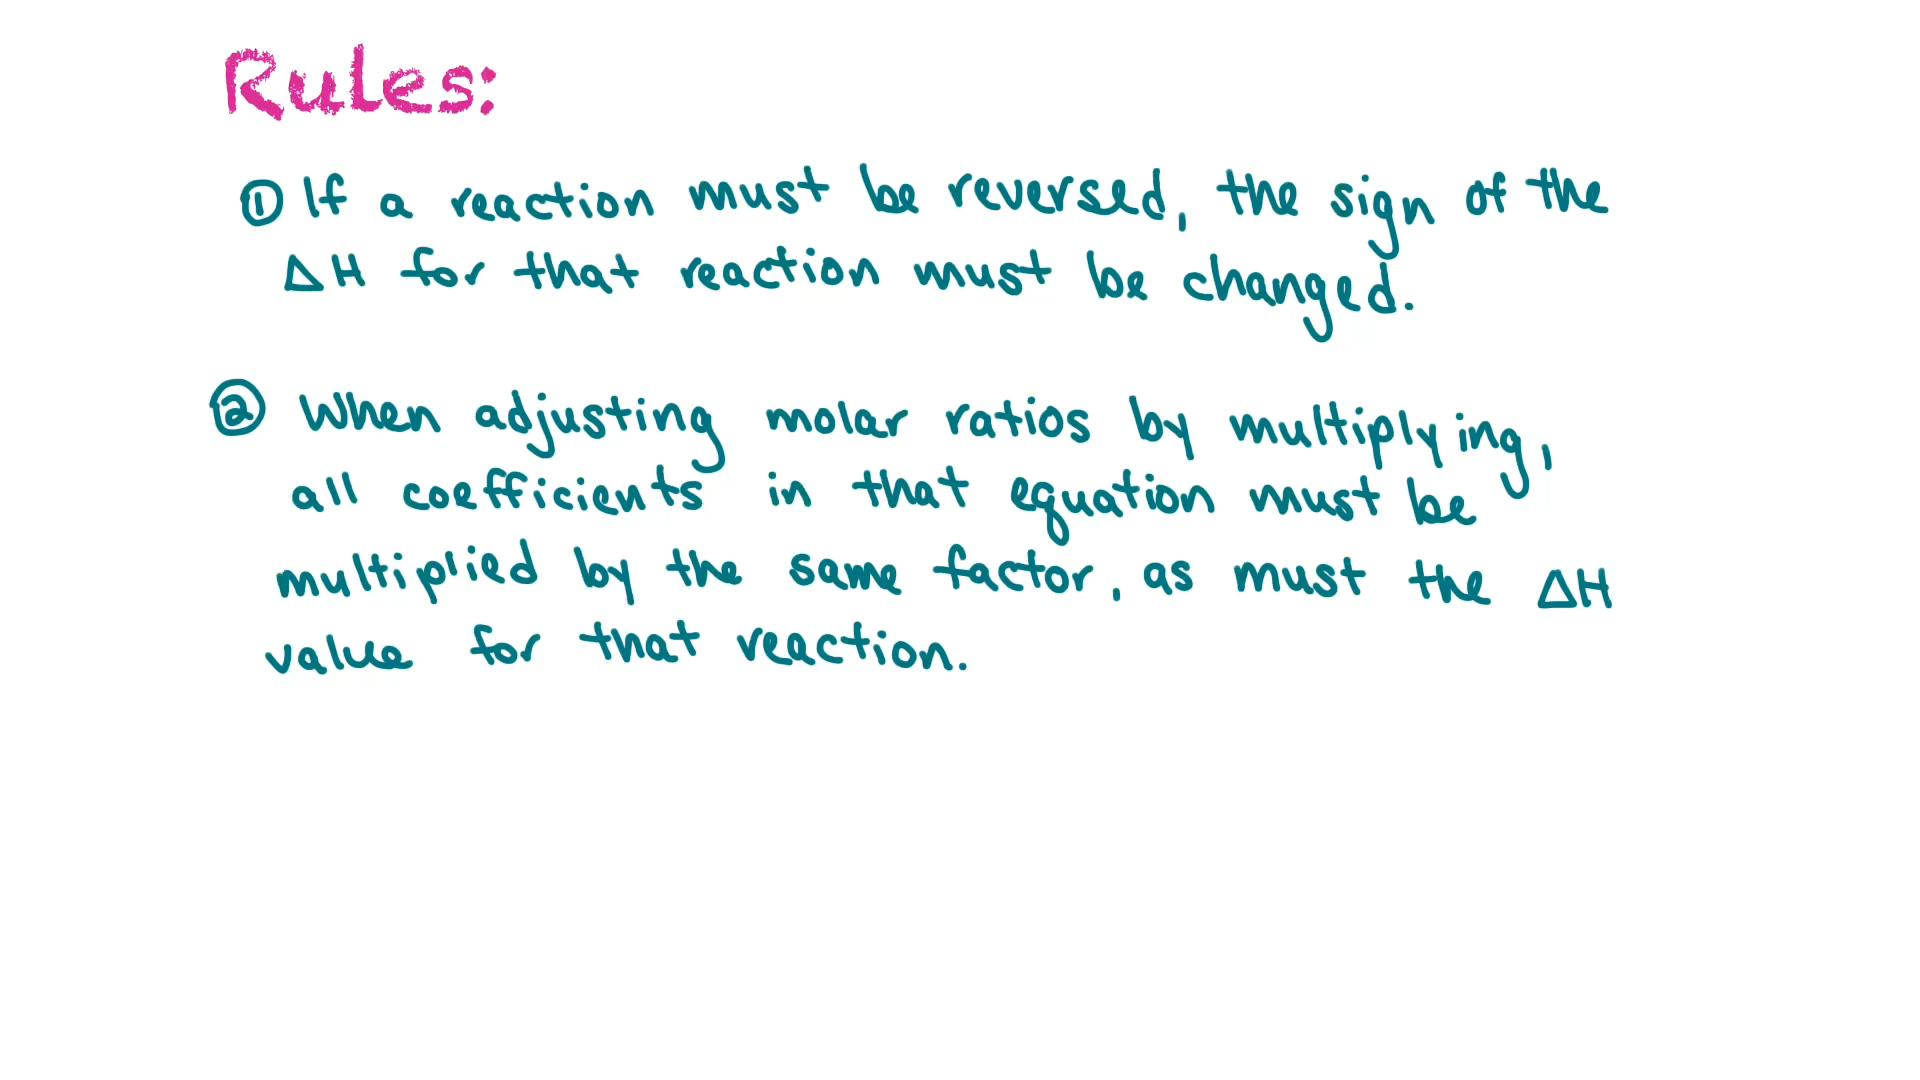 Rules:
① If a reaction must be reversed, the sign of the
ΔH for that reaction must be changed.
② When adjusting molar ratios by multiplying,
all coefficients in that equation must be
multiplied by the same factor, as must the ΔH
value for that reaction.